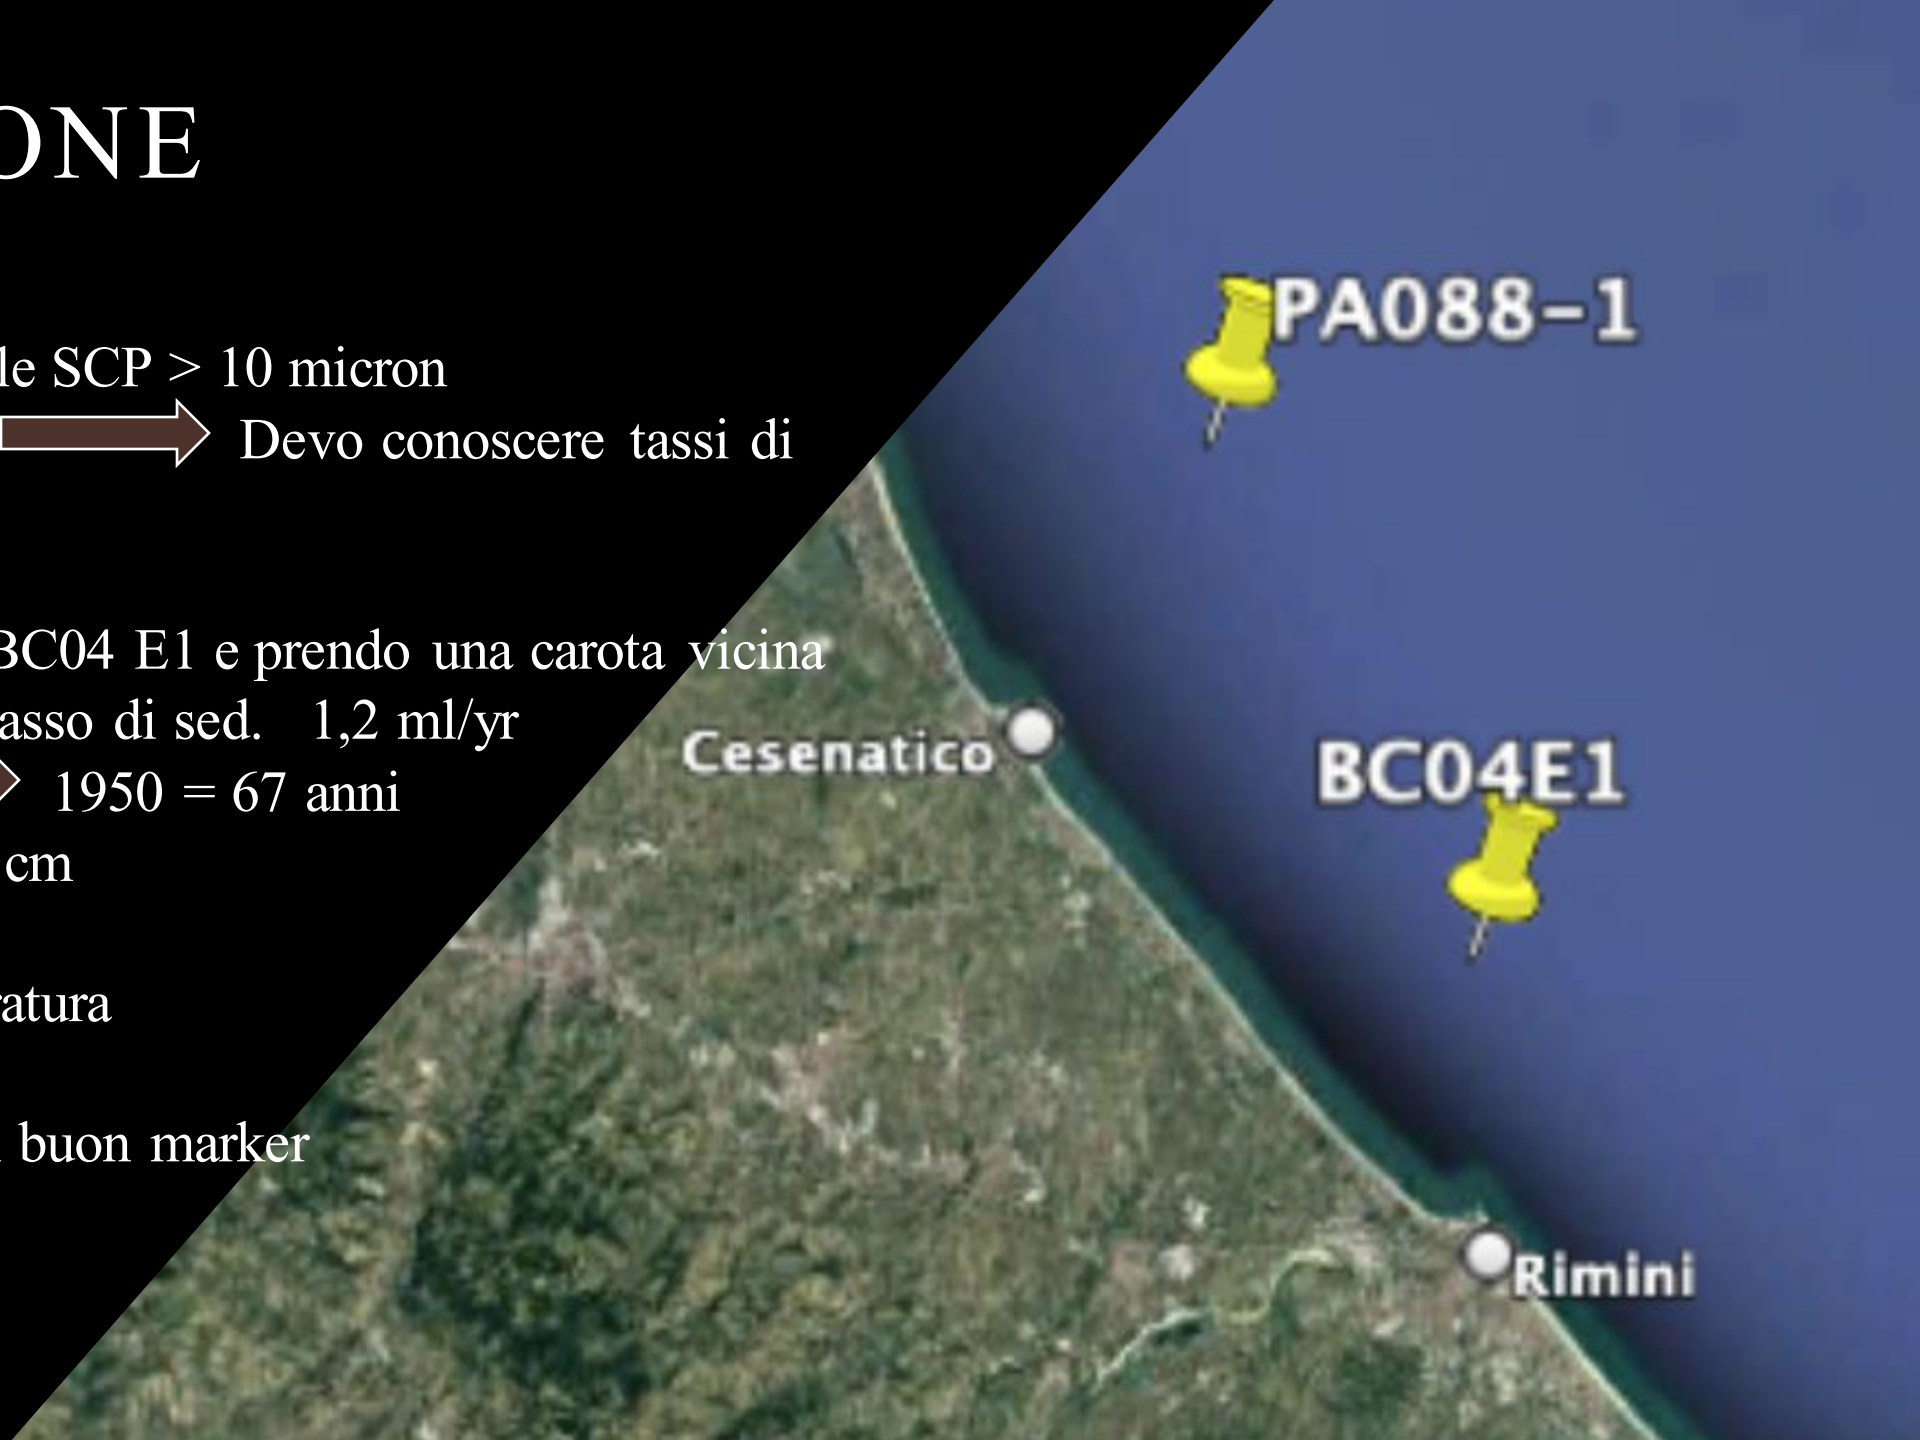 ONE
le SCP > 10 micron
Devo conoscere tassi di
BC04 E1 e prendo una carota vicina
asso di sed. 1,2 ml/yr
1950 = 67 anni
cm
ratura
buon marker
PA088-1
Cesenatico
BC04E1
Rimini